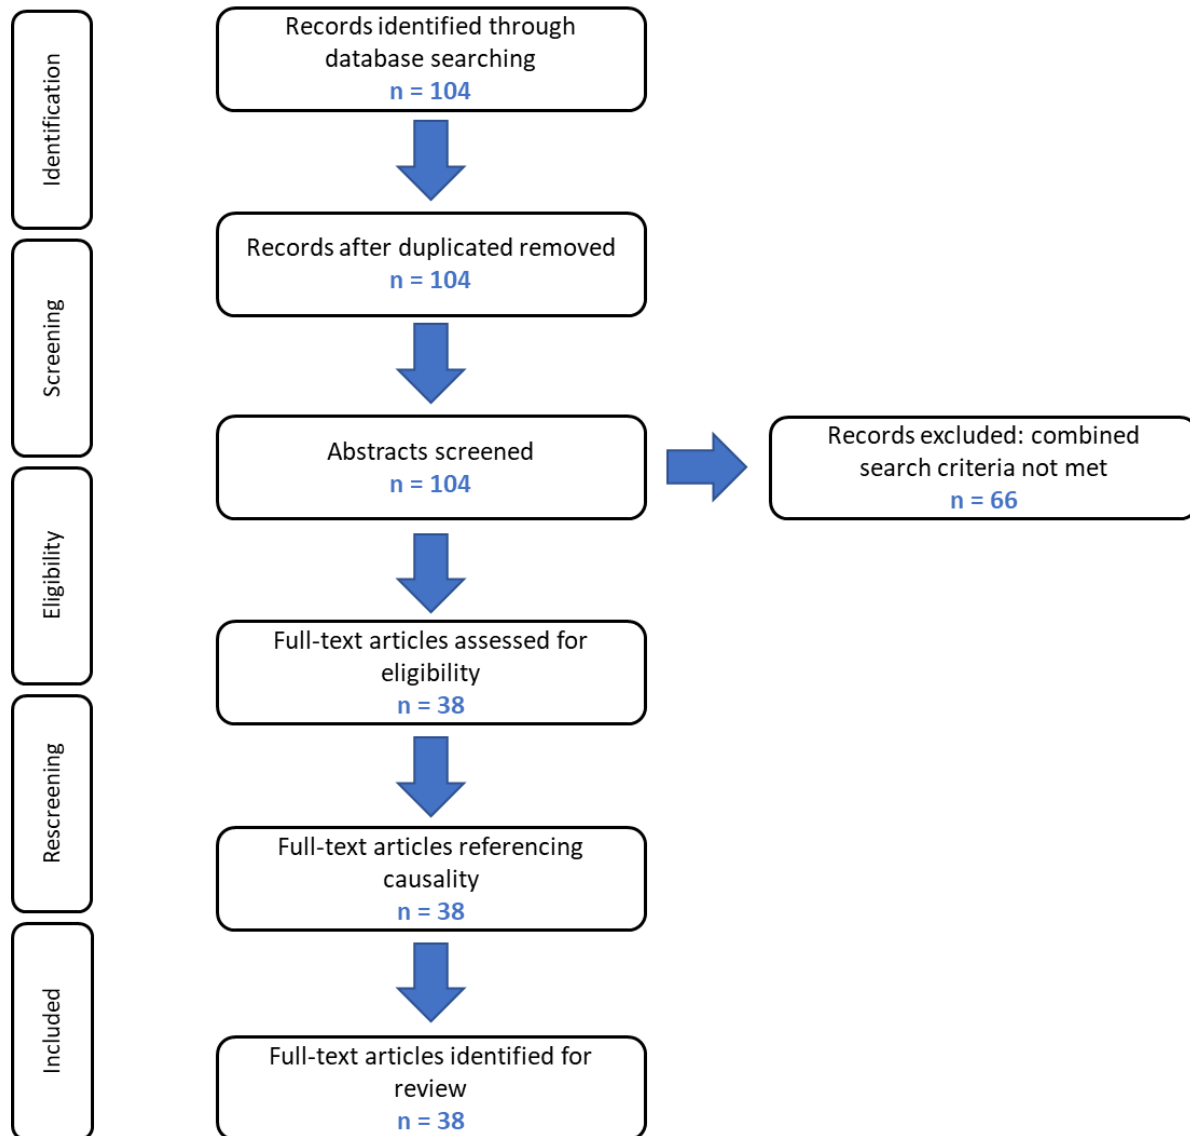 Identification
Records identified through
database searching
n = 104
Screening
Records after duplicated removed
n = 104
Abstracts screened
n = 104
Records excluded: combined
search criteria not met
n = 66
Eligibility
Full-text articles assessed for
eligibility
n = 38
Rescreening
Full-text articles referencing
causality
n = 38
Included
Full-text articles identified for
review
n = 38